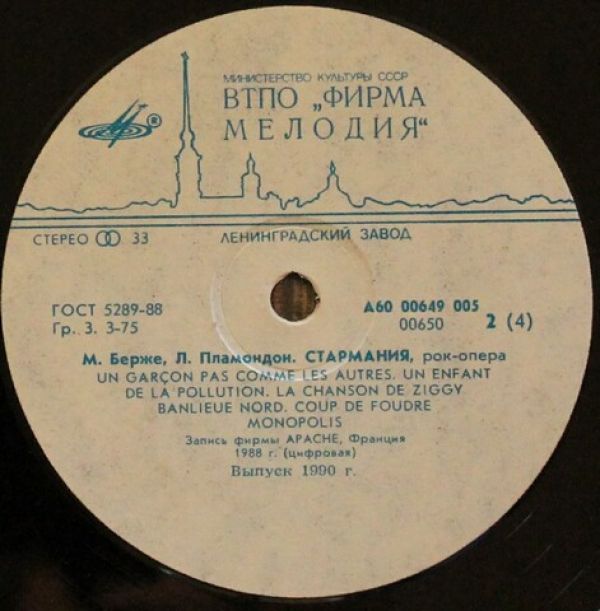 МИНИСТЕРСТВО КУЛЬТУРЫ СССР
ВТПО „ФИРМА
МЕЛОДИЯ“
®
СТЕРЕО 33
ЛЕНИНГРАДСКИЙ ЗАВОД
ГОСТ 5289-88
Гр. 3. 3-75
А60 00649 005
00650 2 (4)
М. Берже, Л. Пламондон. СТАРМАНИЯ, рок-опера
UN GARÇON PAS COMME LES AUTRES. UN ENFANT
DE LA POLLUTION. LA CHANSON DE ZIGGY
BANLIEUE NORD. COUP DE FOUDRE
MONOPOLIS
Запись фирмы APACHE, Франция
1988 г. (цифровая)
Выпуск 1990 г.